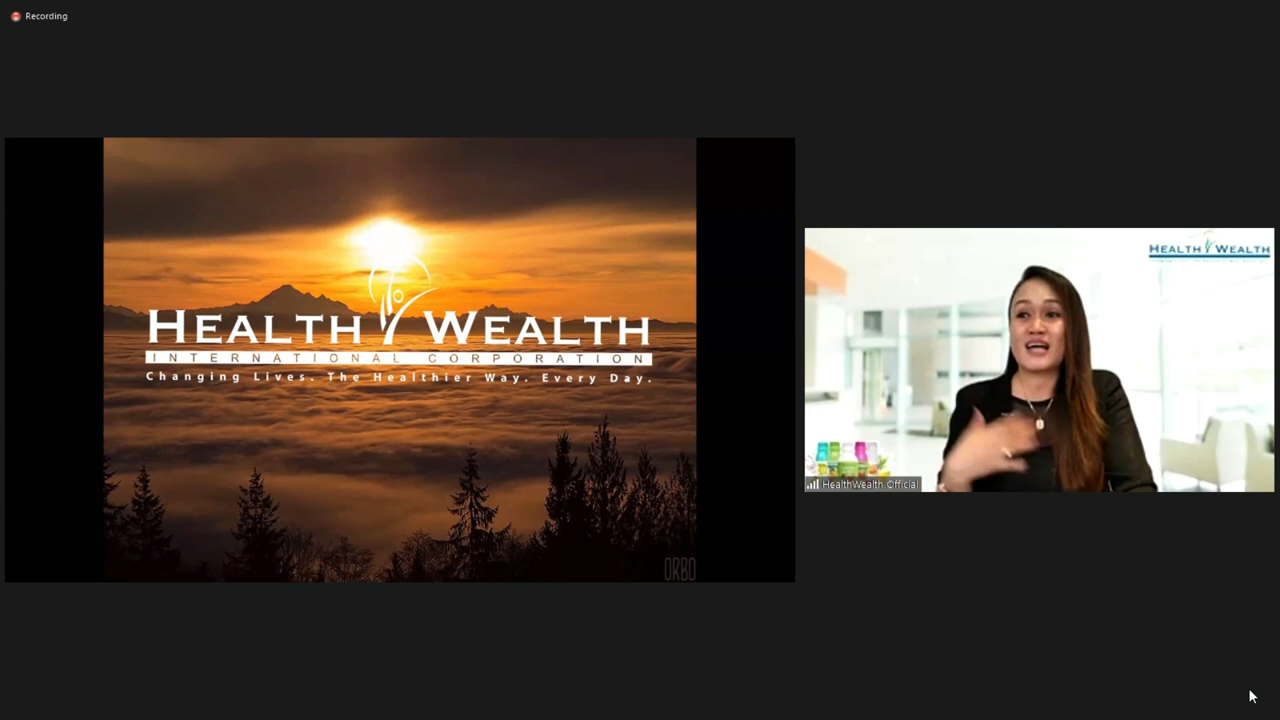 Recording
HEALTH WEALTH
INTERNATIONAL CORPORATION
Changing Lives. The Healthier Way. Every Day.
ORBO
HEALTH WEALTH
HealthWealth Official